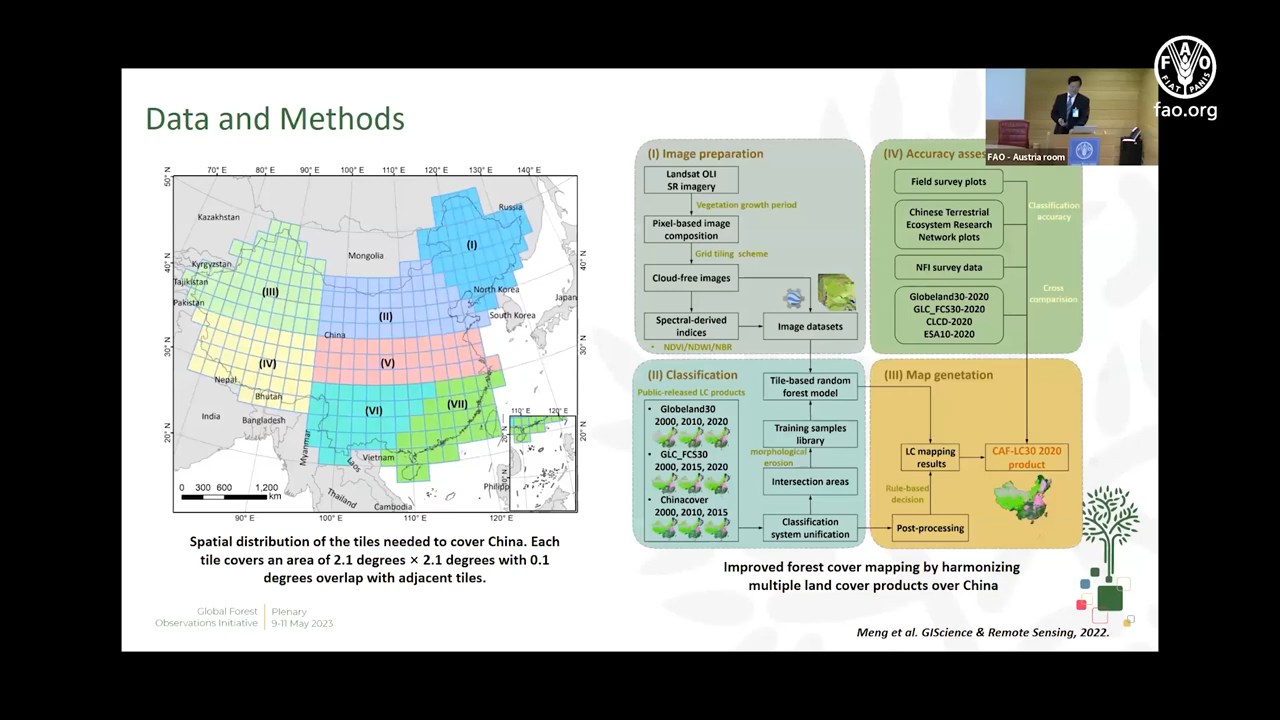 FAO
FIAT PANIS
fao.org
FAO - Austria room
Data and Methods
70° E
80° E
90° E
100° E
110° E
120° E
130° E
140° E
50° N
40° N
30° N
20° N
40° N
30° N
20° N
Kazakhstan
Russia
Mongolia
Kyrgyzstan
Tajikistan
Pakistan
North Korea
Japan
South Korea
China
Nepal
Bhutan
India
Bangladesh
Myanmar
Laos
Vietnam
Thailand
Cambodia
Philipp
(I)
(II)
(III)
(IV)
(V)
(VI)
(VII)
110° E
120° E
0 300 600 1,200
km
90° E
100° E
110° E
120° E
Spatial distribution of the tiles needed to cover China. Each
tile covers an area of 2.1 degrees × 2.1 degrees with 0.1
degrees overlap with adjacent tiles.
(I) Image preparation
Landsat OLI
SR imagery
Vegetation growth period
Pixel-based image
composition
Grid tiling scheme
Cloud-free images
Spectral-derived
indices
Image datasets
• NDVI/NDWI/NBR
(II) Classification
Public-released LC products
• Globeland30
2000, 2010, 2020
• GLC_FCS30
2000, 2015, 2020
• Chinacover
2000, 2010, 2015
Tile-based random
forest model
Training samples
library
morphological
erosion
Intersection areas
Classification
system unification
(IV) Accuracy asses
Field survey plots
Classification
accuracy
Chinese Terrestrial
Ecosystem Research
Network plots
NFI survey data
Cross
comparision
Globeland30-2020
GLC_FCS30-2020
CLCD-2020
ESA10-2020
(III) Map genetation
LC mapping
results
CAF-LC30 2020
product
Rule-based
decision
Post-processing
Improved forest cover mapping by harmonizing
multiple land cover products over China
Global Forest
Observations Initiative
Plenary
9-11 May 2023
Meng et al. GIScience & Remote Sensing, 2022.